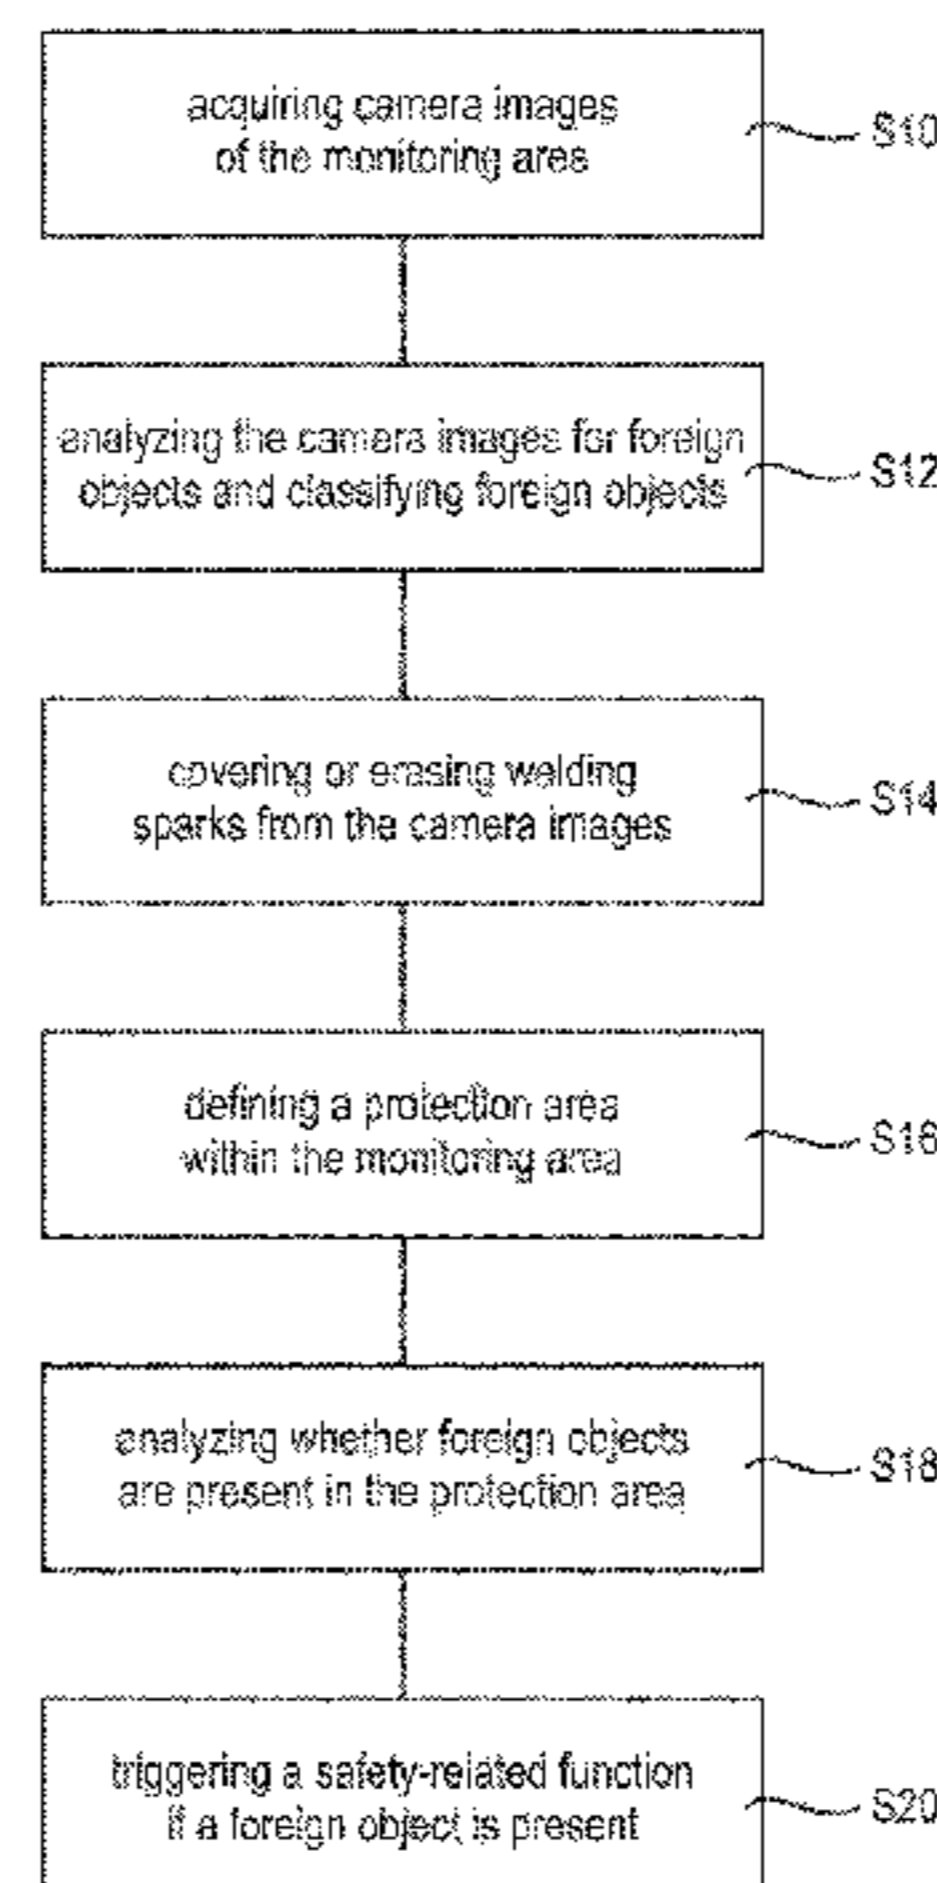 acquiring camera images
of the monitoring area
S10
analyzing the camera images for foreign
objects and classifying foreign objects
S12
covering or erasing welding
sparks from the camera images
S14
defining a protection area
within the monitoring area
S16
analyzing whether foreign objects
are present in the protection area
S18
triggering a safety-related function
if a foreign object is present
S20